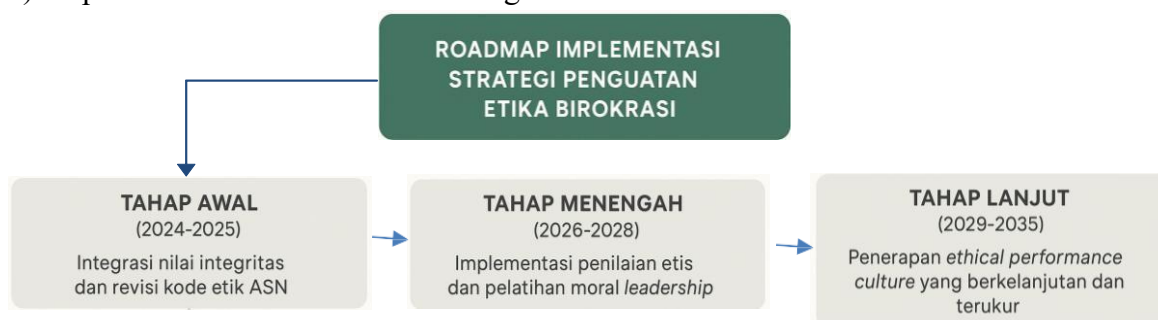 ROADMAP IMPLEMENTASI
STRATEGI PENGUATAN
ETIKA BIROKRASI
TAHAP AWAL
(2024-2025)
Integrasi nilai integritas
dan revisi kode etik ASN
TAHAP MENENGAH
(2026-2028)
Implementasi penilaian etis
dan pelatihan moral leadership
TAHAP LANJUT
(2029-2035)
Penerapan ethical performance
culture yang berkelanjutan dan
terukur